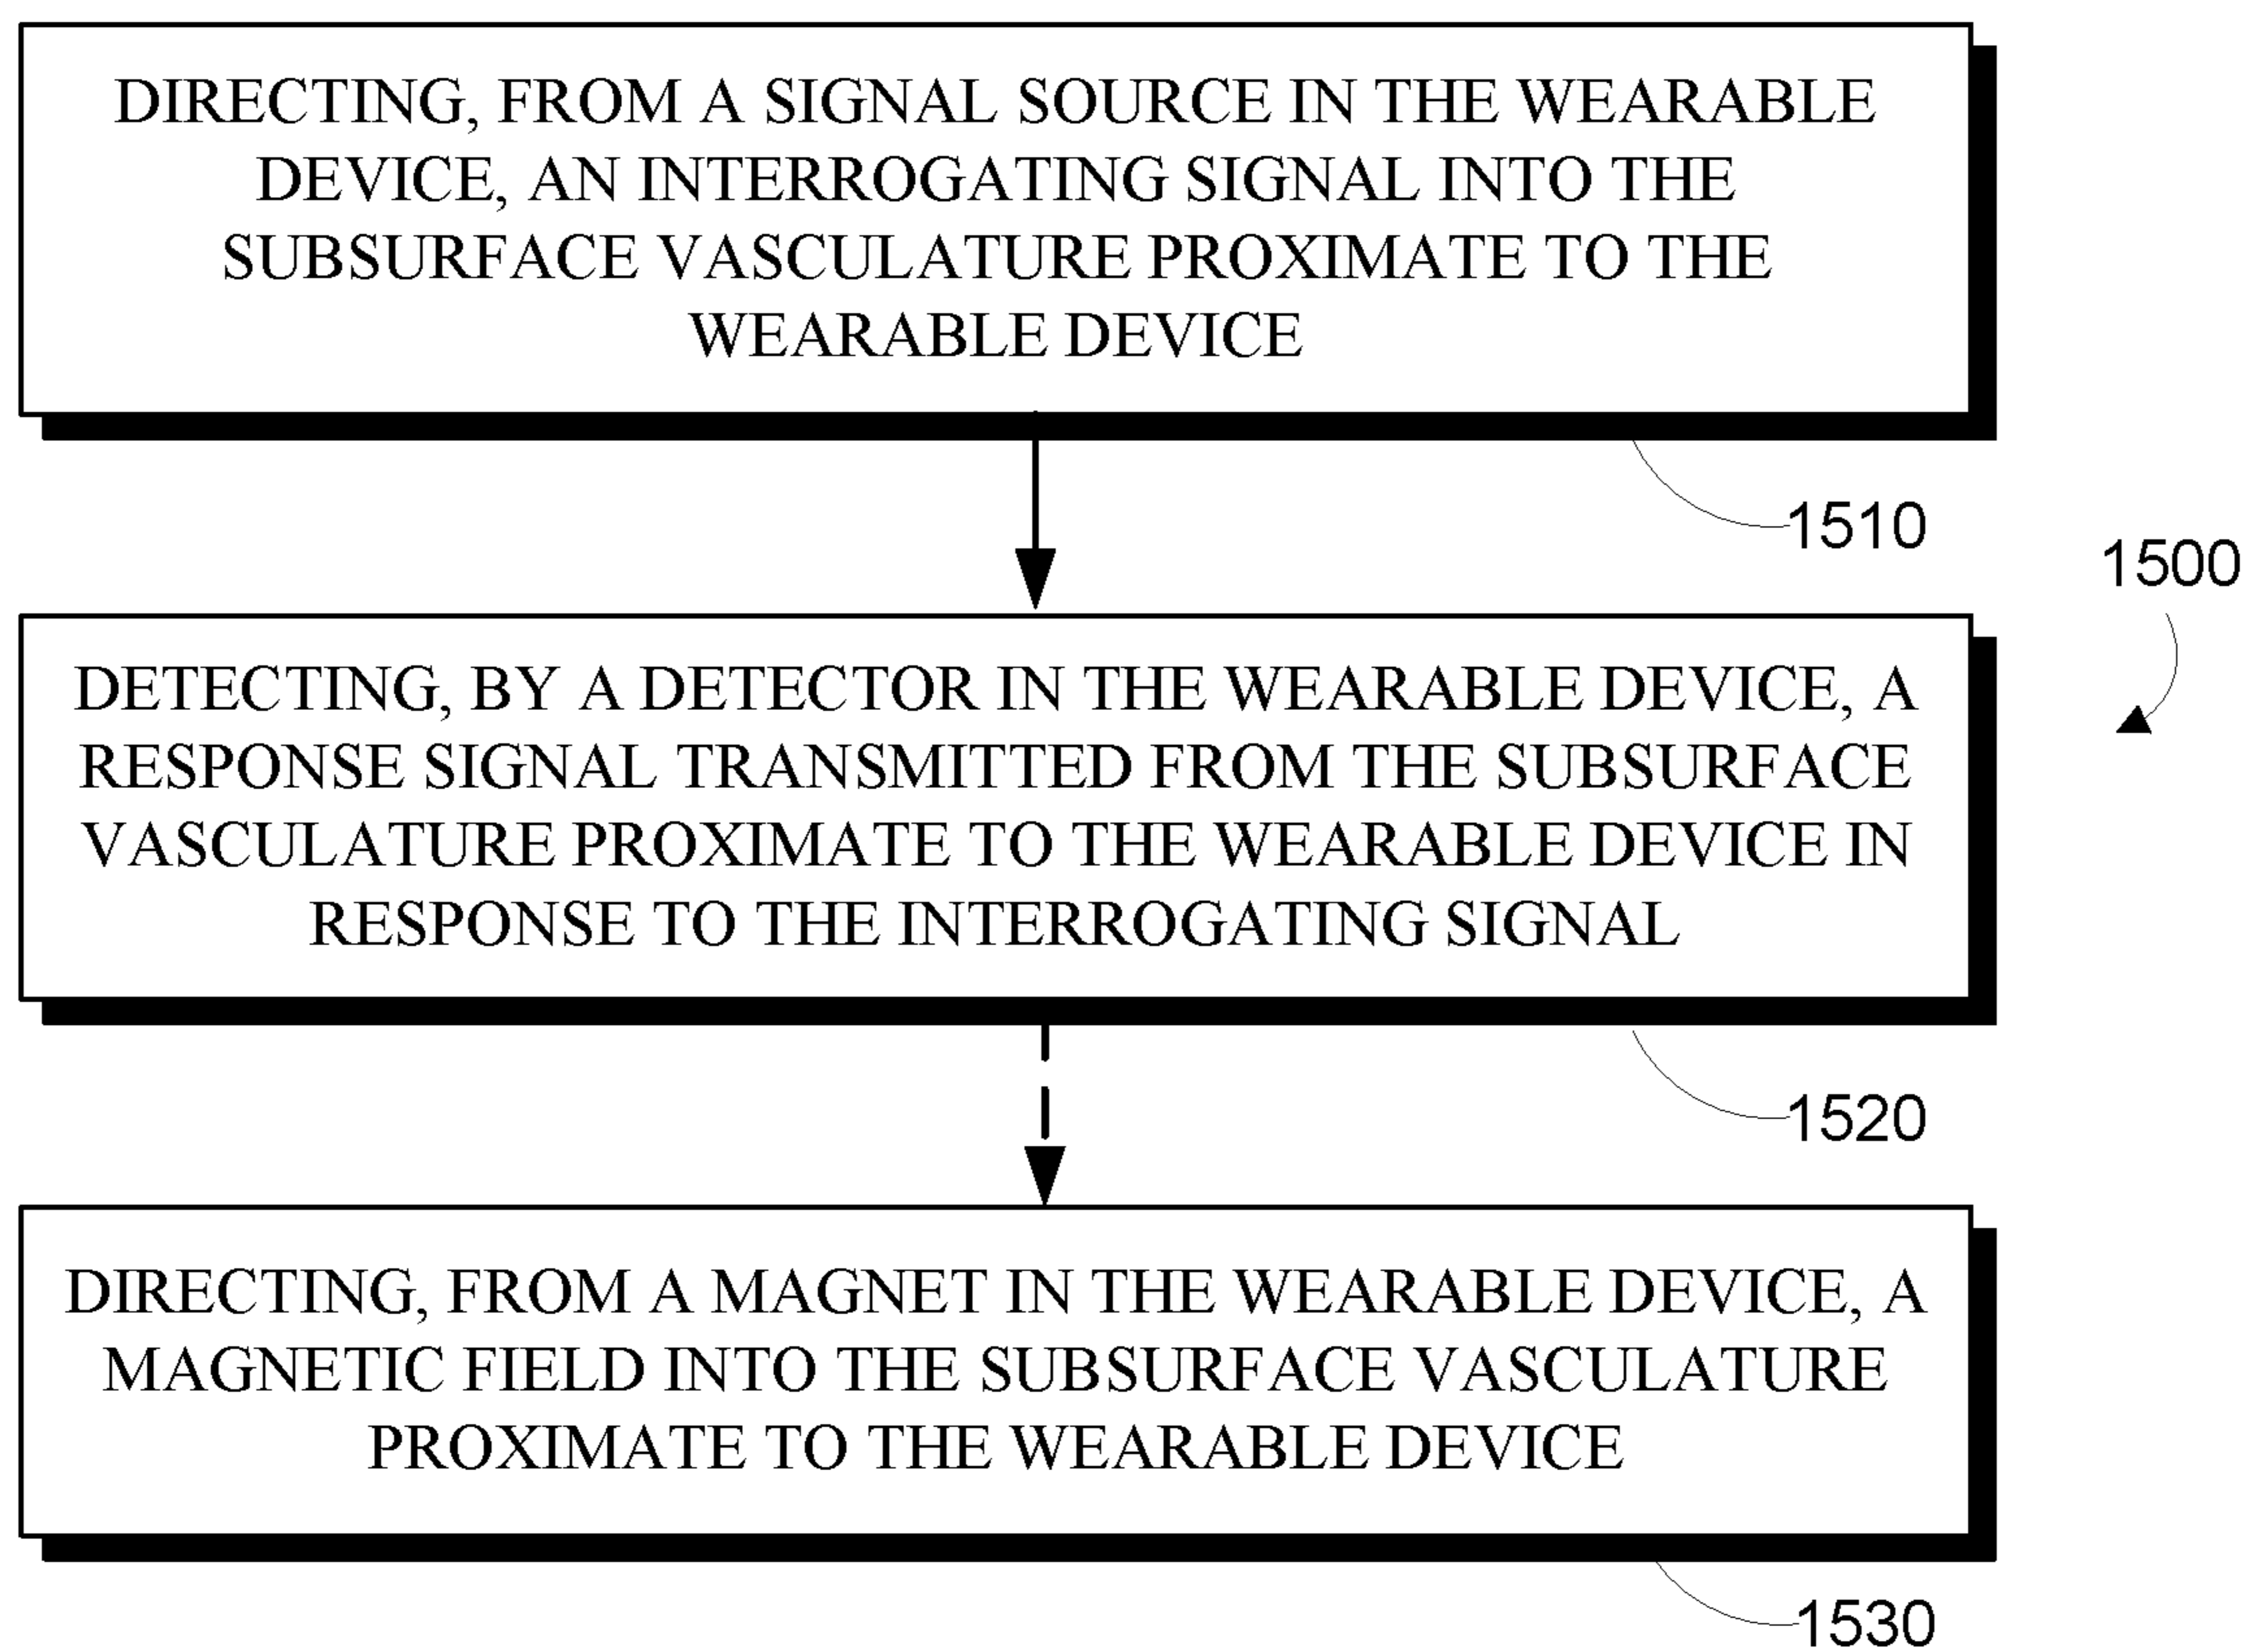 DIRECTING, FROM A SIGNAL SOURCE IN THE WEARABLE
DEVICE, AN INTERROGATING SIGNAL INTO THE
SUBSURFACE VASCULATURE PROXIMATE TO THE
WEARABLE DEVICE
1510
1500
DETECTING, BY A DETECTOR IN THE WEARABLE DEVICE, A
RESPONSE SIGNAL TRANSMITTED FROM THE SUBSURFACE
VASCULATURE PROXIMATE TO THE WEARABLE DEVICE IN
RESPONSE TO THE INTERROGATING SIGNAL
1520
DIRECTING, FROM A MAGNET IN THE WEARABLE DEVICE, A
MAGNETIC FIELD INTO THE SUBSURFACE VASCULATURE
PROXIMATE TO THE WEARABLE DEVICE
1530